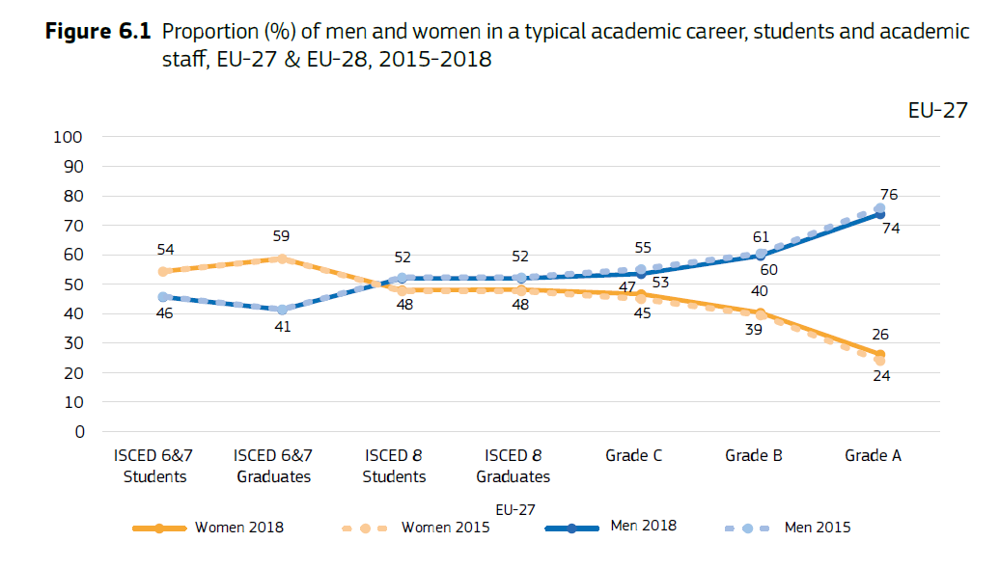 Figure 6.1 Proportion (%) of men and women in a typical academic career, students and academic
staff, EU-27 & EU-28, 2015-2018
EU-27
100
90
80
70
60
50
40
30
20
10
0
54
59
52
52
55
61
76
74
60
53
47
40
46
41
48
48
45
39
26
24
ISCED 6&7
Students
ISCED 6&7
Graduates
ISCED 8
Students
ISCED 8
Graduates
Grade C
Grade B
Grade A
EU-27
Women 2018
Women 2015
Men 2018
Men 2015